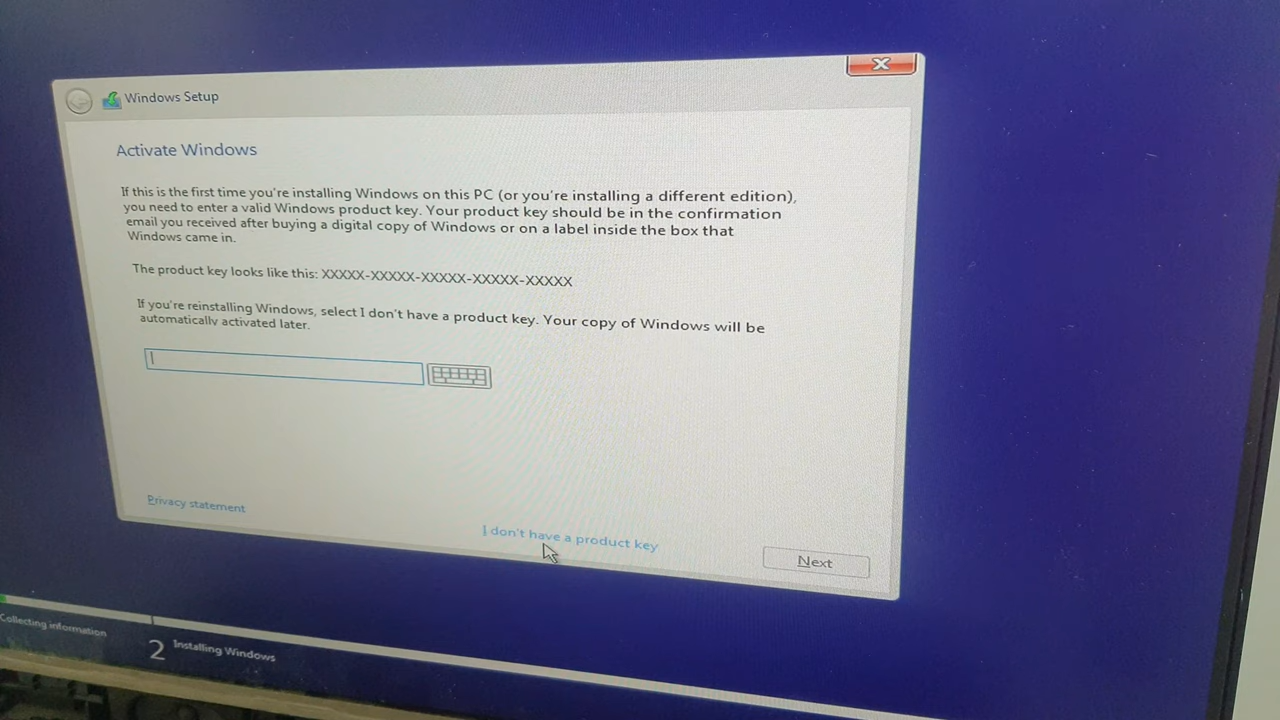 Windows Setup
Activate Windows
If this is the first time you're installing Windows on this PC (or you're installing a different edition),
you need to enter a valid Windows product key. Your product key should be in the confirmation
email you received after buying a digital copy of Windows or on a label inside the box that
Windows came in.
The product key looks like this: XXXXX-XXXXX-XXXXX-XXXXX-XXXXX
If you're reinstalling Windows, select I don't have a product key. Your copy of Windows will be
automatically activated later.
Privacy statement
I don't have a product key
Next
Collecting information
2 Installing Windows